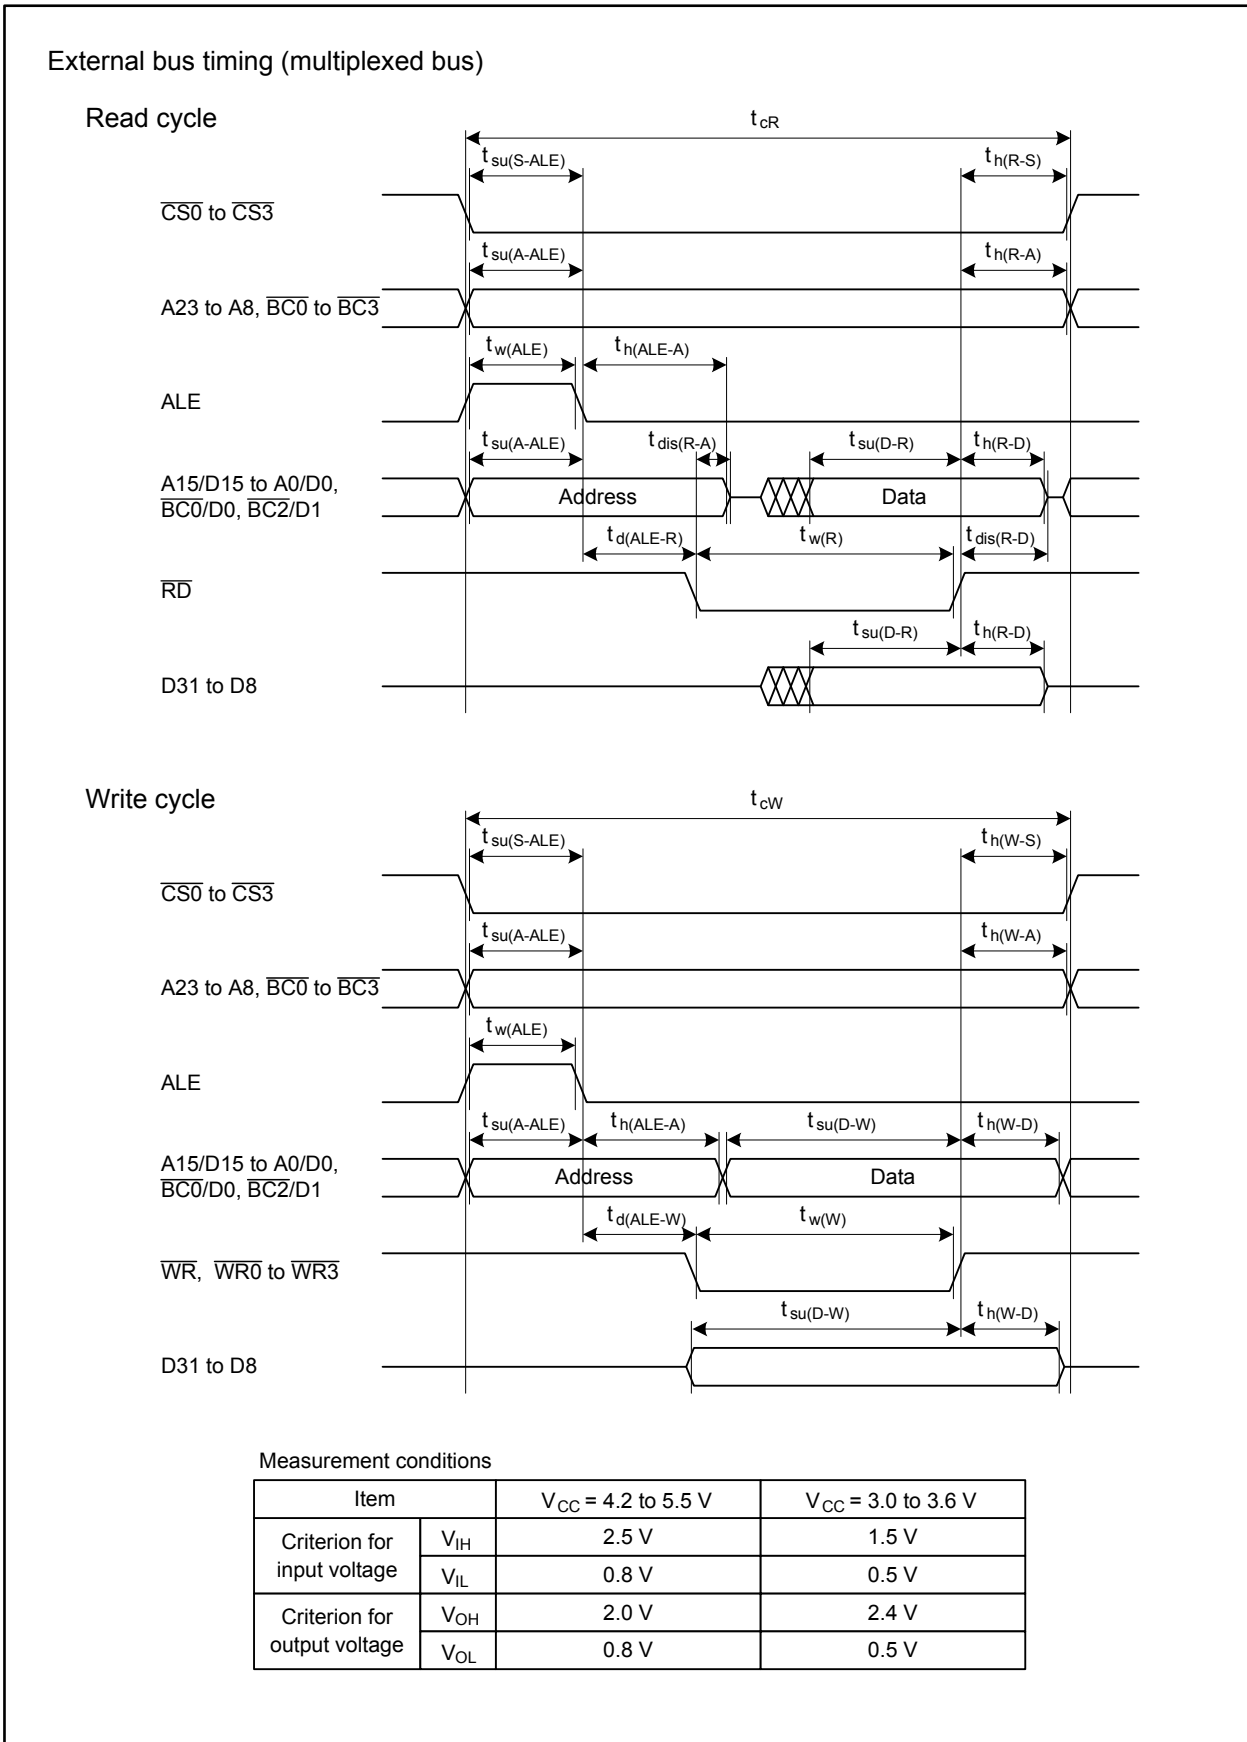 External bus timing (multiplexed bus)
Read cycle
tcR
tsu(S-ALE) th(R-S)
CS0 to CS3
tsu(A-ALE) th(R-A)
A23 to A8, BC0 to BC3
tw(ALE) th(ALE-A)
ALE
tsu(A-ALE) tdis(R-A) tsu(D-R) th(R-D)
A15/D15 to A0/D0,
BC0/D0, BC2/D1
Address Data
td(ALE-R) tw(R) tdis(R-D)
RD
tsu(D-R) th(R-D)
D31 to D8
Write cycle
tcW
tsu(S-ALE) th(W-S)
CS0 to CS3
tsu(A-ALE) th(W-A)
A23 to A8, BC0 to BC3
tw(ALE)
ALE
tsu(A-ALE) th(ALE-A) tsu(D-W) th(W-D)
A15/D15 to A0/D0,
BC0/D0, BC2/D1
Address Data
td(ALE-W) tw(W)
WR, WR0 to WR3
tsu(D-W) th(W-D)
D31 to D8
Measurement conditions
Item VCC = 4.2 to 5.5 V VCC = 3.0 to 3.6 V
Criterion for input voltage VIH 2.5 V 1.5 V
VIL 0.8 V 0.5 V
Criterion for output voltage VOH 2.0 V 2.4 V
VOL 0.8 V 0.5 V